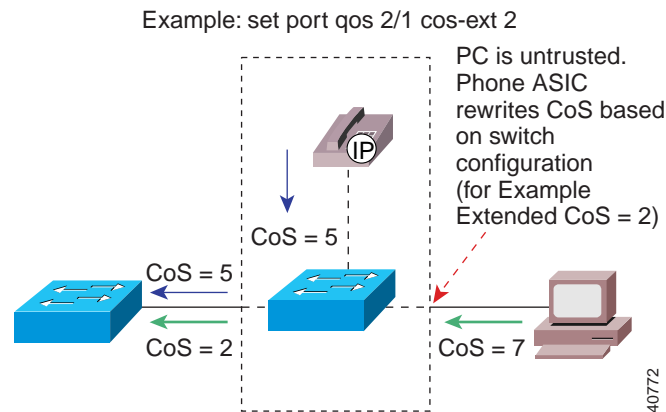 Example: set port qos 2/1 cos-ext 2
PC is untrusted.
Phone ASIC
rewrites CoS based
on switch
configuration
(for Example
Extended CoS = 2)
IP
CoS = 5
CoS = 5
CoS = 2
CoS = 7
40772